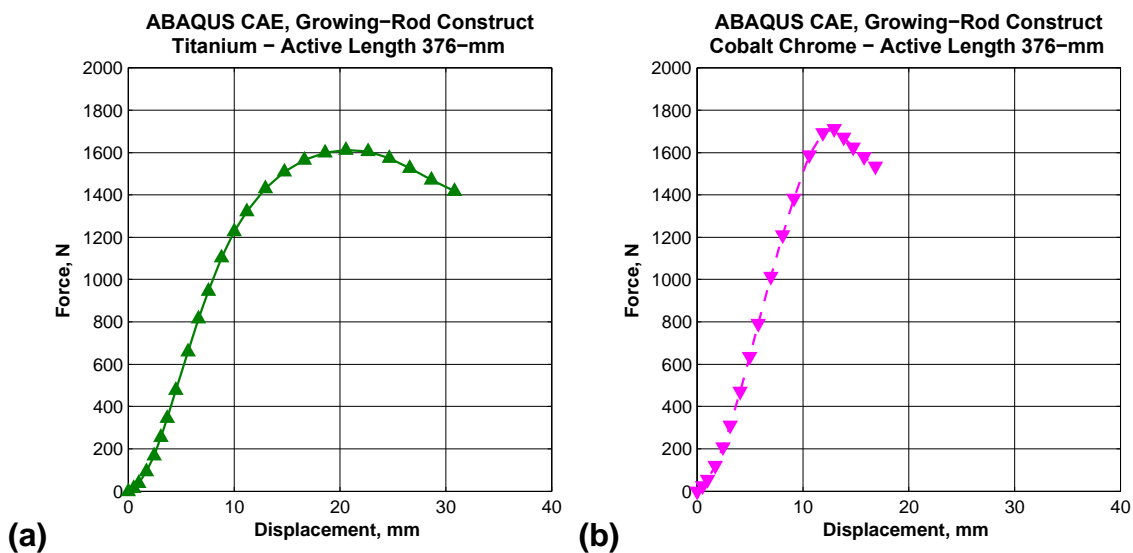 ABAQUS CAE, Growing−Rod Construct
Titanium − Active Length 376−mm
2000
1800
1600
1400
1200
1000
800
600
400
200
0
Force, N
0 10 20 30 40
Displacement, mm
(a)
ABAQUS CAE, Growing−Rod Construct
Cobalt Chrome − Active Length 376−mm
2000
1800
1600
1400
1200
1000
800
600
400
200
0
Force, N
0 10 20 30 40
Displacement, mm
(b)